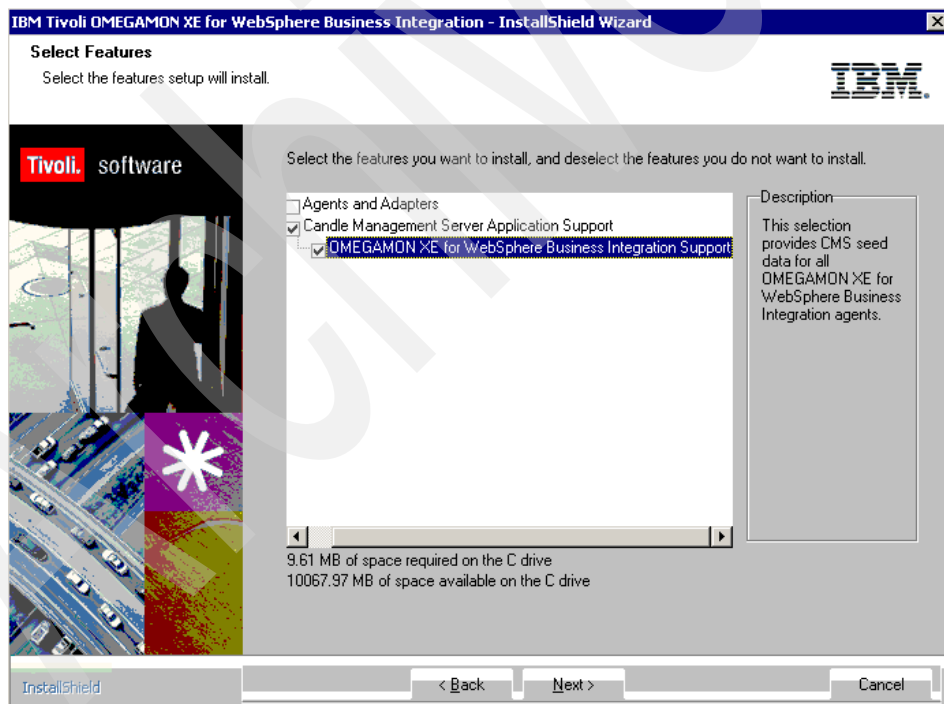 IBM Tivoli OMEGAMON XE for WebSphere Business Integration - InstallShield Wizard
Select Features
Select the features setup will install.
IBM.
Tivoli. software
Select the features you want to install, and deselect the features you do not want to install.
Agents and Adapters
Candle Management Server Application Support
OMEGAMON XE for WebSphere Business Integration Support
Description
This selection
provides CMS seed
data for all
OMEGAMON XE for
WebSphere Business
Integration agents.
9.61 MB of space required on the C drive
10067.97 MB of space available on the C drive
InstallShield
< Back
Next >
Cancel